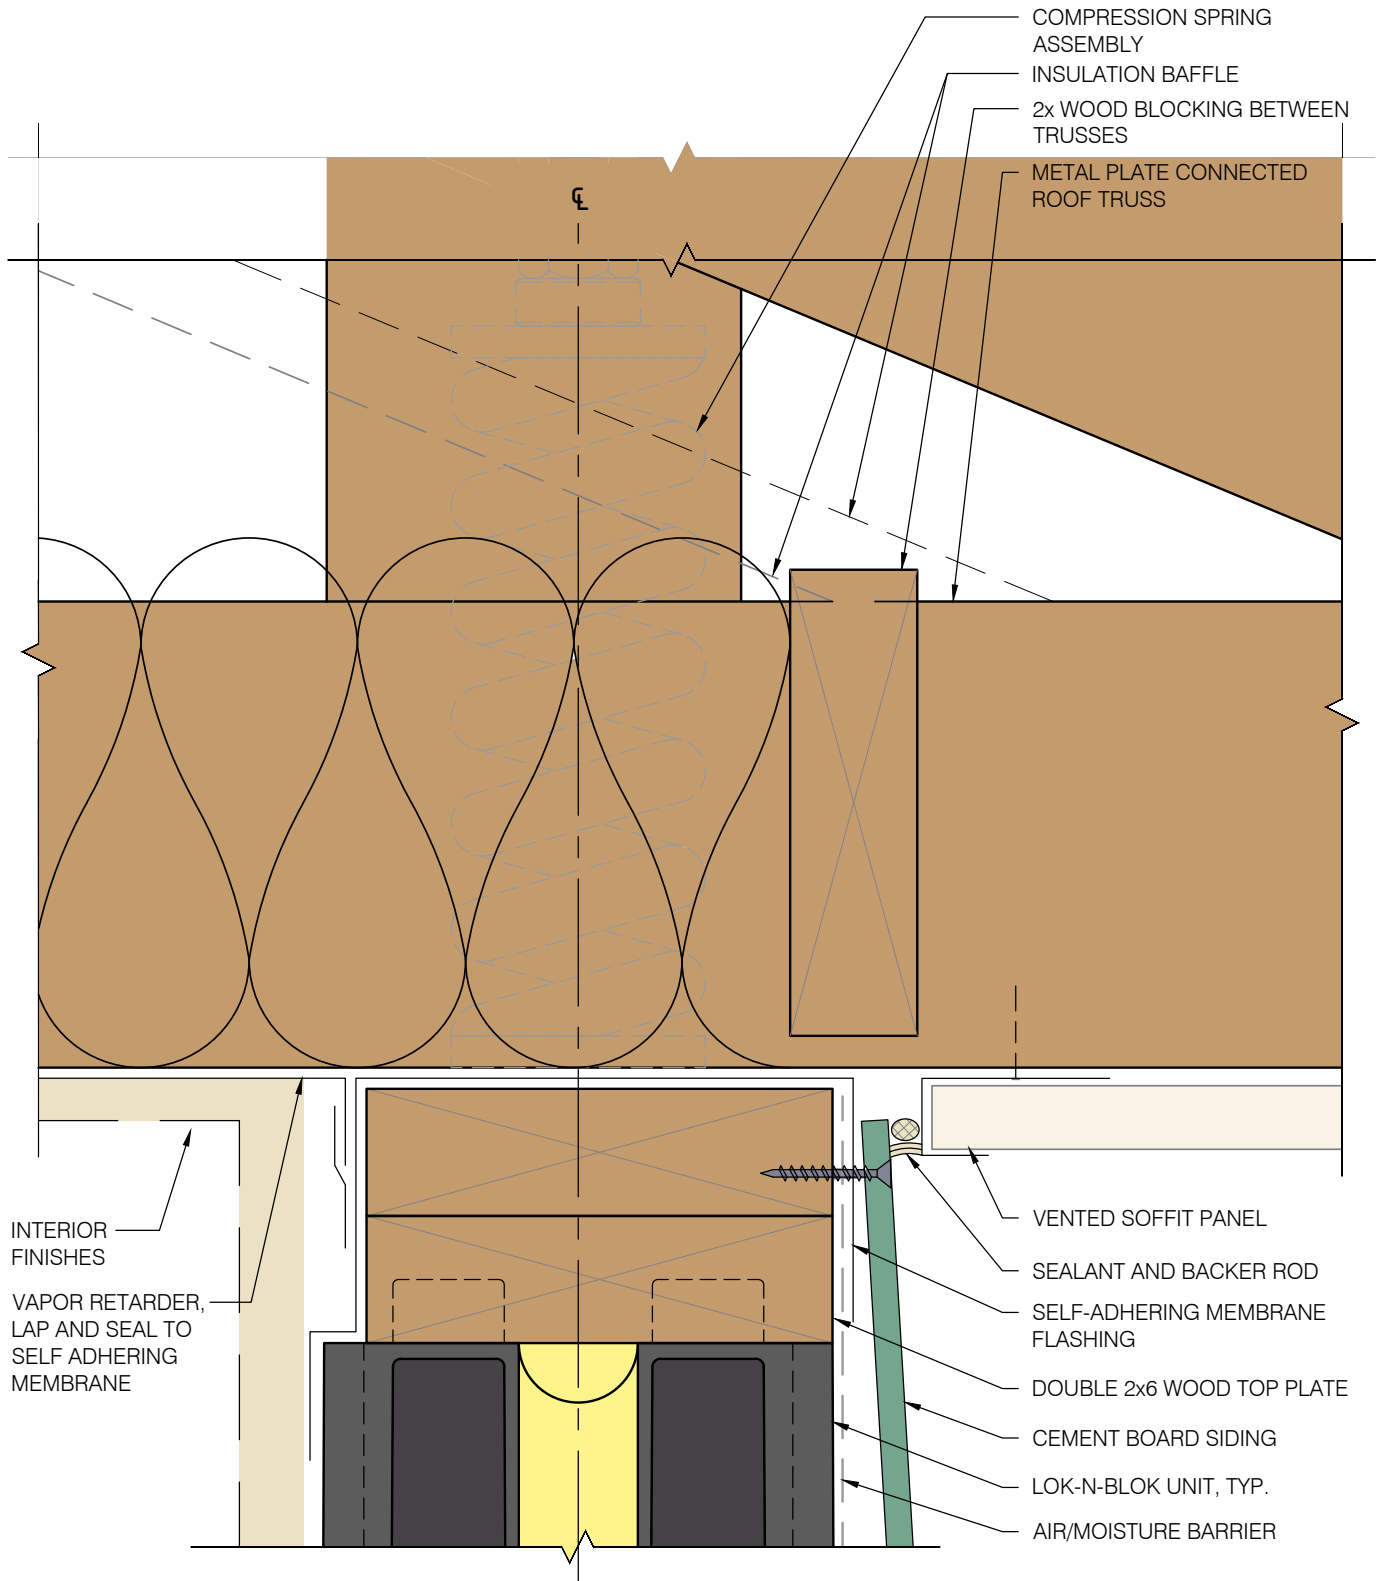 COMPRESSION SPRING
ASSEMBLY
INSULATION BAFFLE
2x WOOD BLOCKING BETWEEN
TRUSSES
METAL PLATE CONNECTED
ROOF TRUSS
℄
INTERIOR
FINISHES
VAPOR RETARDER,
LAP AND SEAL TO
SELF ADHERING
MEMBRANE
VENTED SOFFIT PANEL
SEALANT AND BACKER ROD
SELF-ADHERING MEMBRANE
FLASHING
DOUBLE 2x6 WOOD TOP PLATE
CEMENT BOARD SIDING
LOK-N-BLOK UNIT, TYP.
AIR/MOISTURE BARRIER